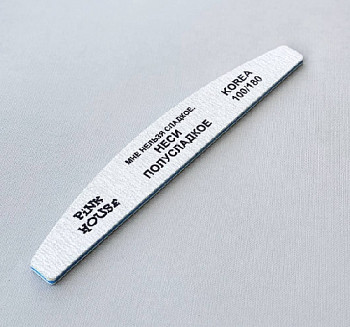 PINK
HOUSE
МНЕ НЕЛЬЗЯ СЛАДКОЕ.
НЕСИ
ПОЛУСЛАДКОЕ
KOREA
100/180